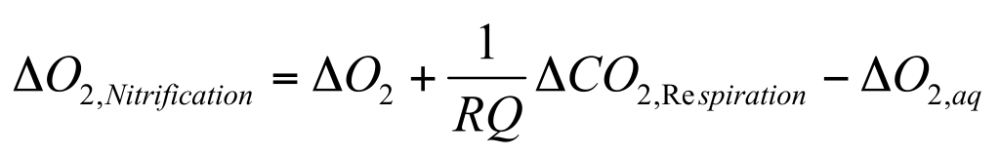 ΔO₂,Nitrification = ΔO₂ + 1/RQ ΔCO₂,Respiration − ΔO₂,aq